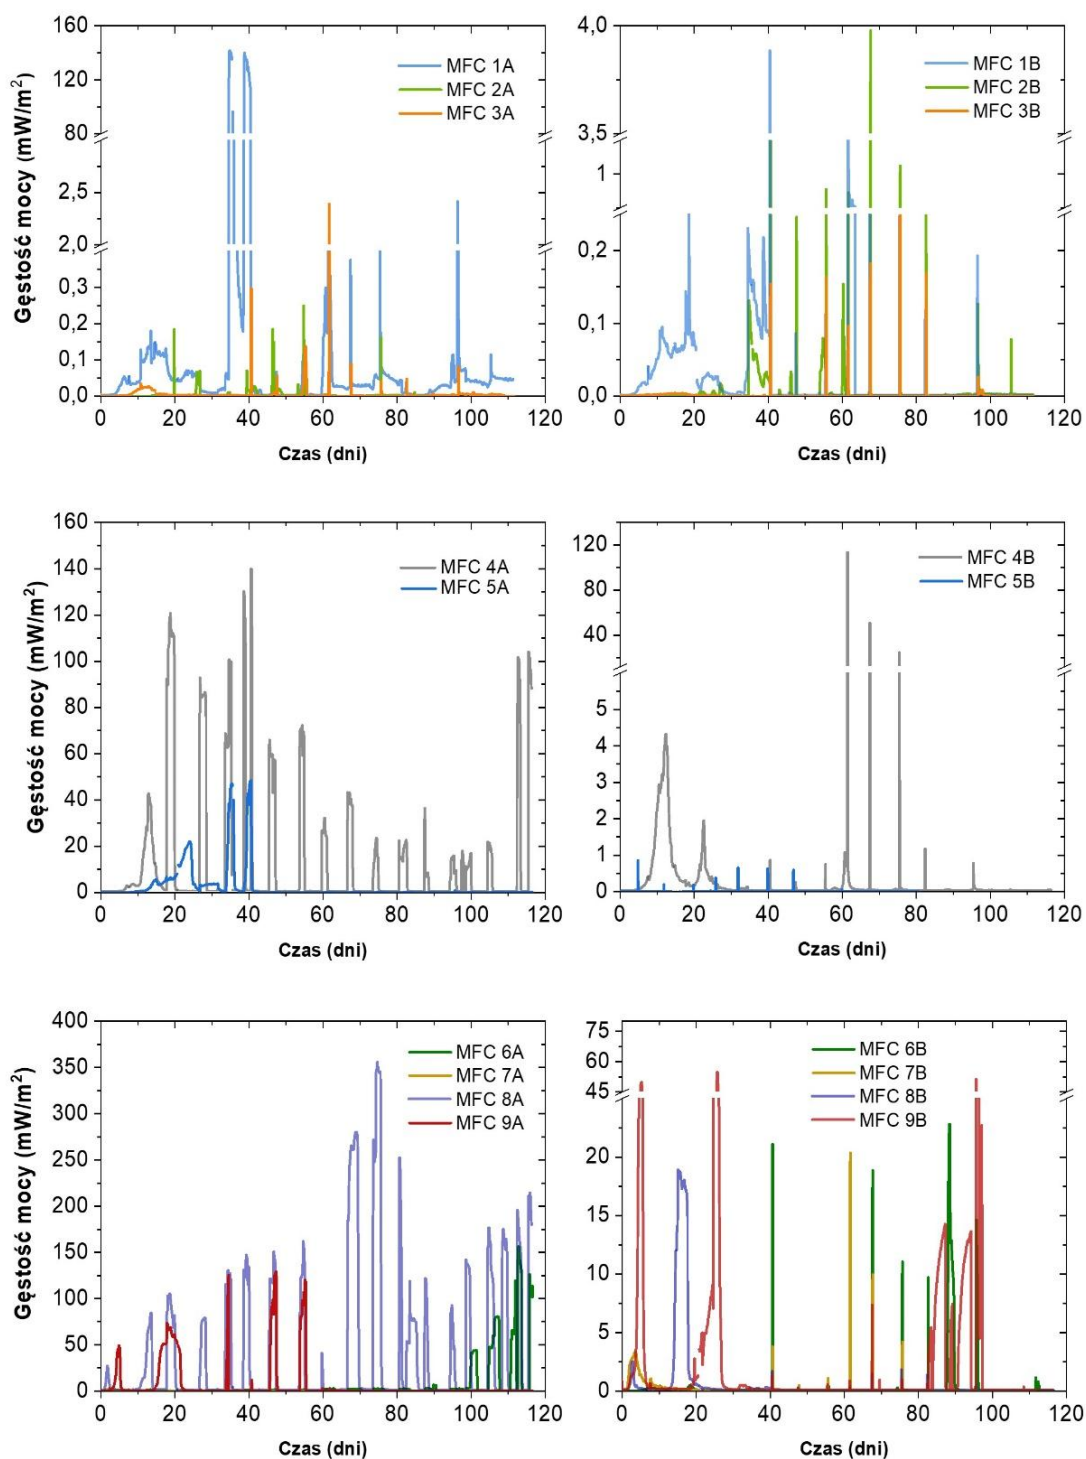 Gęstość mocy (mW/m²)
160
140
120
100
80
2,5
2,0
0,3
0,2
0,1
0,0
MFC 1A
MFC 2A
MFC 3A
0 20 40 60 80 100 120
Czas (dni)
4,0
3,5
1
0,2
0,1
0,0
MFC 1B
MFC 2B
MFC 3B
0 20 40 60 80 100 120
Czas (dni)
Gęstość mocy (mW/m²)
160
140
120
100
80
60
40
20
0
MFC 4A
MFC 5A
0 20 40 60 80 100 120
Czas (dni)
120
80
40
5
4
3
2
1
0
MFC 4B
MFC 5B
0 20 40 60 80 100 120
Czas (dni)
Gęstość mocy (mW/m²)
400
350
300
250
200
150
100
50
0
MFC 6A
MFC 7A
MFC 8A
MFC 9A
0 20 40 60 80 100 120
Czas (dni)
75
60
45
20
15
10
5
0
MFC 6B
MFC 7B
MFC 8B
MFC 9B
0 20 40 60 80 100 120
Czas (dni)